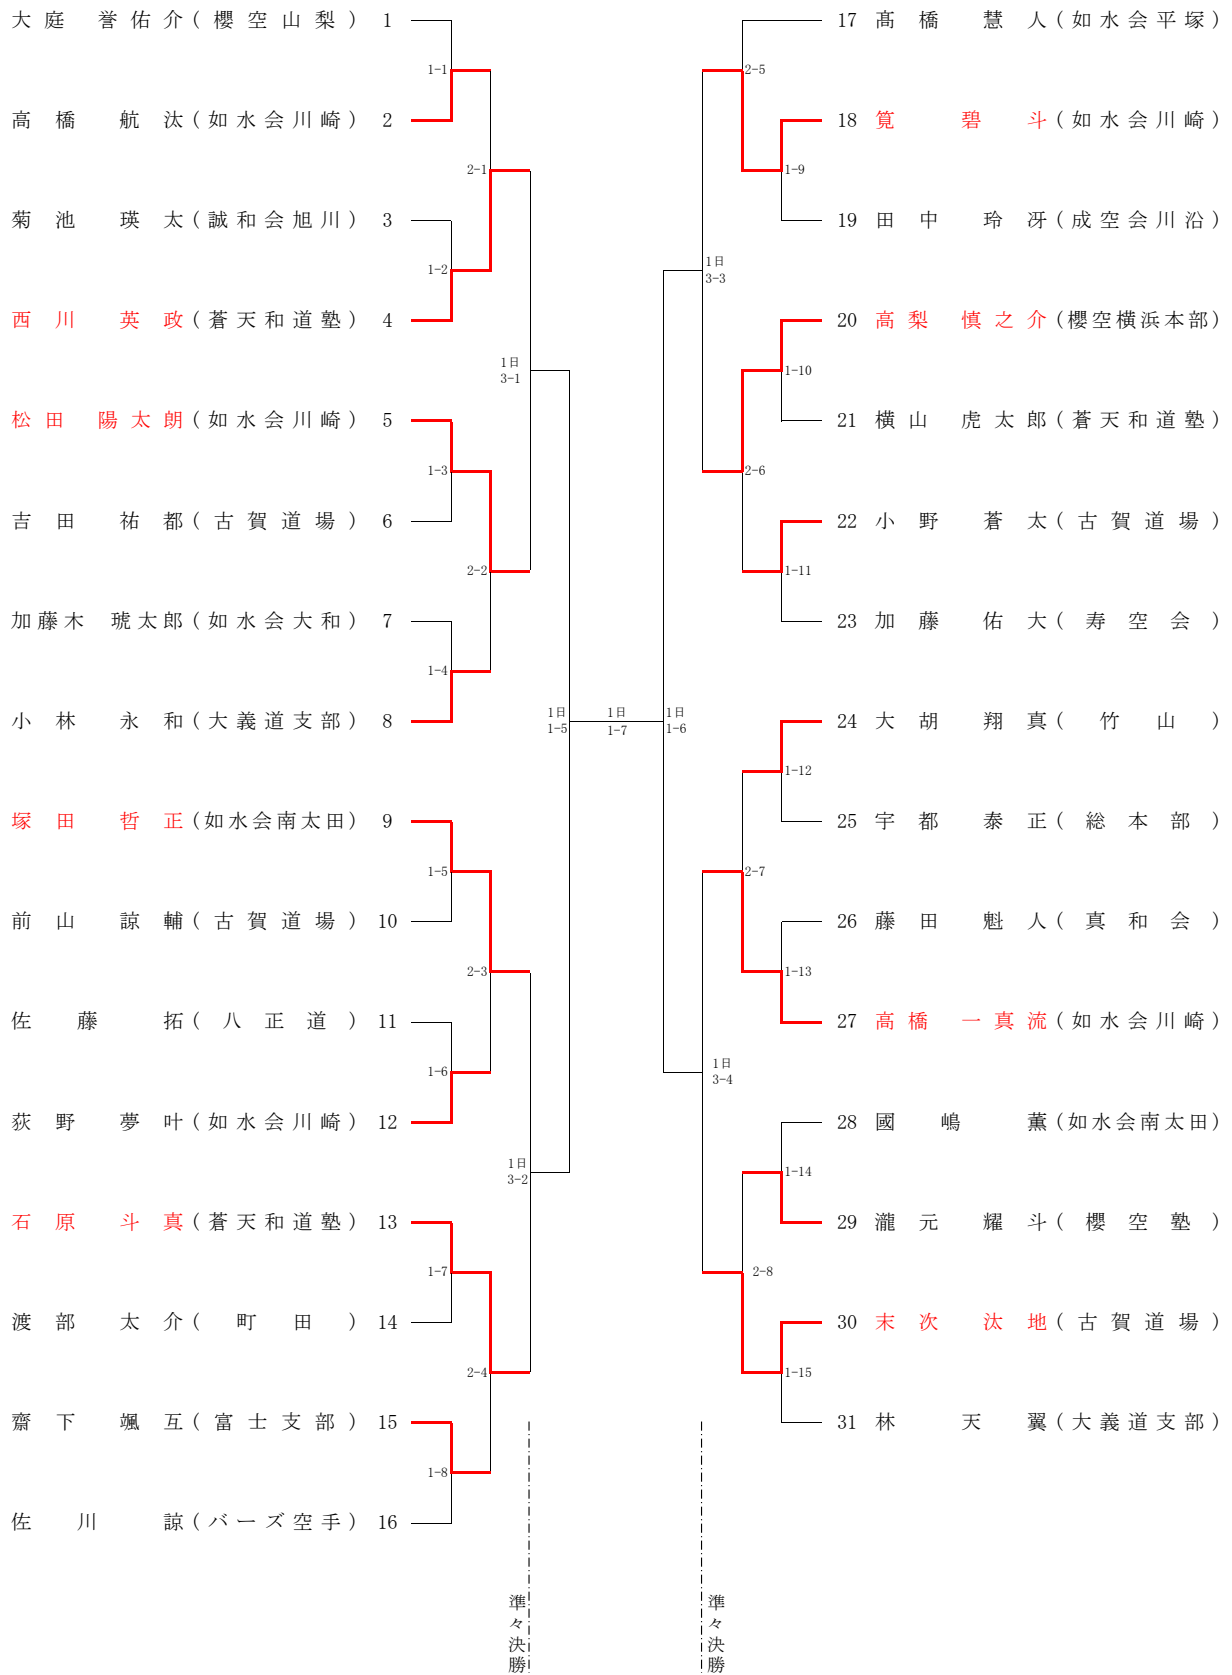 大庭 誉佑介(櫻空山梨) 1
1-1
高橋 航汰(如水会川崎) 2
2-1
菊池 瑛太(誠和会旭川) 3
1-2
西川 英政(蒼天和道塾) 4
1日
3-1
松田 陽太朗(如水会川崎) 5
1-3
吉田 祐都(古賀道場) 6
2-2
加藤木 琥太郎(如水会大和) 7
1-4
小林 永和(大義道支部) 8
1日
1-5
塚田 哲正(如水会南太田) 9
1-5
前山 諒輔(古賀道場) 10
2-3
佐藤 拓(八正道) 11
1-6
荻野 夢叶(如水会川崎) 12
1日
3-2
石原 斗真(蒼天和道塾) 13
1-7
渡部 太介(町田) 14
2-4
齋下 颯互(富士支部) 15
1-8
佐川 諒(バーズ空手) 16
準々決勝
1日
1-7
17 髙橋 慧人(如水会平塚)
2-5
18 筧 碧斗(如水会川崎)
1-9
19 田中 玲冴(成空会川沿)
1日
3-3
20 高梨 慎之介(櫻空横浜本部)
1-10
21 横山 虎太郎(蒼天和道塾)
2-6
22 小野 蒼太(古賀道場)
1-11
23 加藤 佑大(寿空会)
1日
1-6
24 大胡 翔真(竹山)
1-12
25 宇都 泰正(総本部)
2-7
26 藤田 魁人(真和会)
1-13
27 高橋 一真流(如水会川崎)
1日
3-4
28 國嶋 薫(如水会南太田)
1-14
29 瀧元 耀斗(櫻空塾)
2-8
30 末次 汰地(古賀道場)
1-15
31 林 天翼(大義道支部)
準々決勝